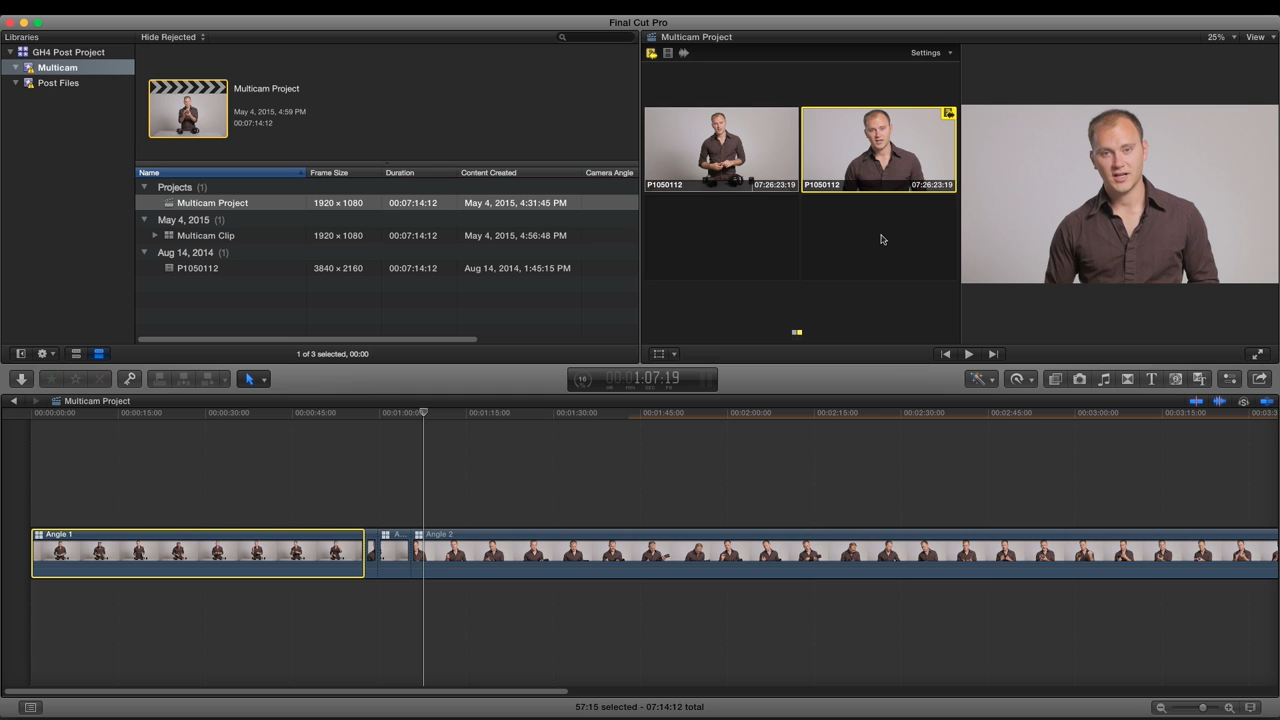 Final Cut Pro
Libraries
Hide Rejected
Multicam Project
25%
View
GH4 Post Project
Multicam
Post Files
Settings
Multicam Project
May 4, 2015, 4:59 PM
00:07:14:12
P1050112
07:26:23:19
P1050112
07:26:23:19
Name
Frame Size
Duration
Content Created
Camera Angle
Projects (1)
Multicam Project 1920 × 1080 00:07:14:12 May 4, 2015, 4:31:45 PM
May 4, 2015 (1)
Multicam Clip 1920 × 1080 00:07:14:12 May 4, 2015, 4:56:48 PM
Aug 14, 2014 (1)
P1050112 3840 × 2160 00:07:14:12 Aug 14, 2014, 1:45:15 PM
1 of 3 selected, 00:00
16
00:00:1:07:19
HR MIN SEC FR
Multicam Project
00:00:00:00 00:00:15:00 00:00:30:00 00:00:45:00 00:01:00:0 00:01:15:00 00:01:30:00 00:01:45:00 00:02:00:00 00:02:15:00 00:02:30:00 00:02:45:00 00:03:00:00 00:03:15:00 00:03:3
Angle 1
A...
Angle 2
57:15 selected - 07:14:12 total